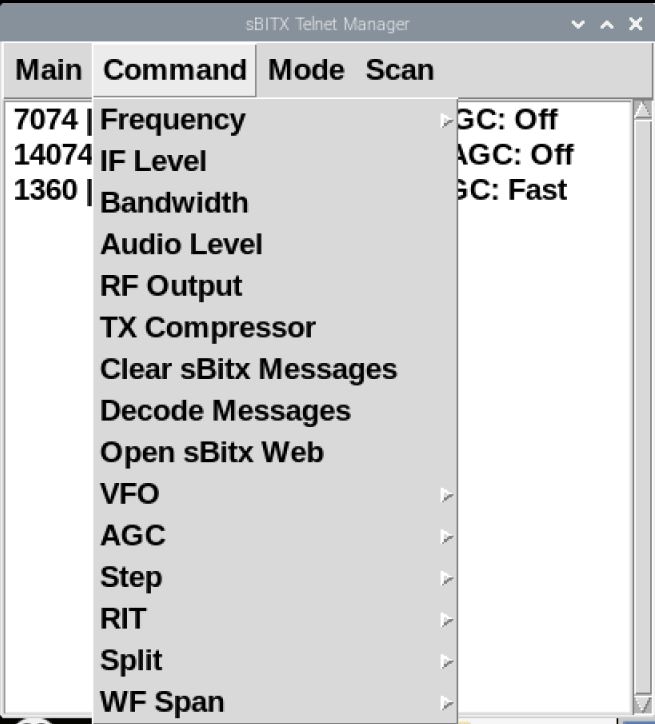 sBITX Telnet Manager
Main Command Mode Scan
7074 | GC: Off
14074 AGC: Off
1360 | GC: Fast
Frequency
IF Level
Bandwidth
Audio Level
RF Output
TX Compressor
Clear sBitx Messages
Decode Messages
Open sBitx Web
VFO
AGC
Step
RIT
Split
WF Span